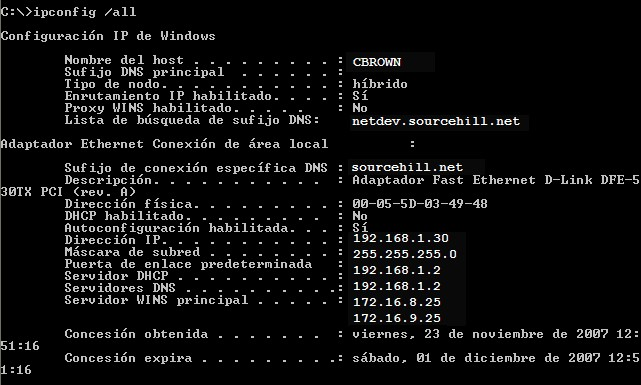 C:\>ipconfig /all
Configuración IP de Windows
Nombre del host . . . . . . . . . : CBROWN
Sufijo DNS principal . . . . . . :
Tipo de nodo. . . . . . . . . . . : híbrido
Enrutamiento IP habilitado. . . . : Sí
Proxy WINS habilitado. . . . . : No
Lista de búsqueda de sufijo DNS: netdev.sourcehill.net
Adaptador Ethernet Conexión de área local :
Sufijo de conexión específica DNS : sourcehill.net
Descripción. . . . . . . . . . . : Adaptador Fast Ethernet D-Link DFE-5
30TX PCI (rev. A)
Dirección física. . . . . . . . . : 00-05-5D-03-49-48
DHCP habilitado. . . . . . . . . : No
Autoconfiguración habilitada. . . : Sí
Dirección IP. . . . . . . . . . . : 192.168.1.30
Máscara de subred . . . . . . . . : 255.255.255.0
Puerta de enlace predeterminada : 192.168.1.2
Servidor DHCP . . . . . . . . . . : 192.168.1.2
Servidores DNS . . . . . . . . . . .: 172.16.8.25
Servidor WINS principal . . . . . : 172.16.9.25
Concesión obtenida . . . . . . . : viernes, 23 de noviembre de 2007 12:
51:16
Concesión expira . . . . . . . . . : sábado, 01 de diciembre de 2007 12:5
1:16